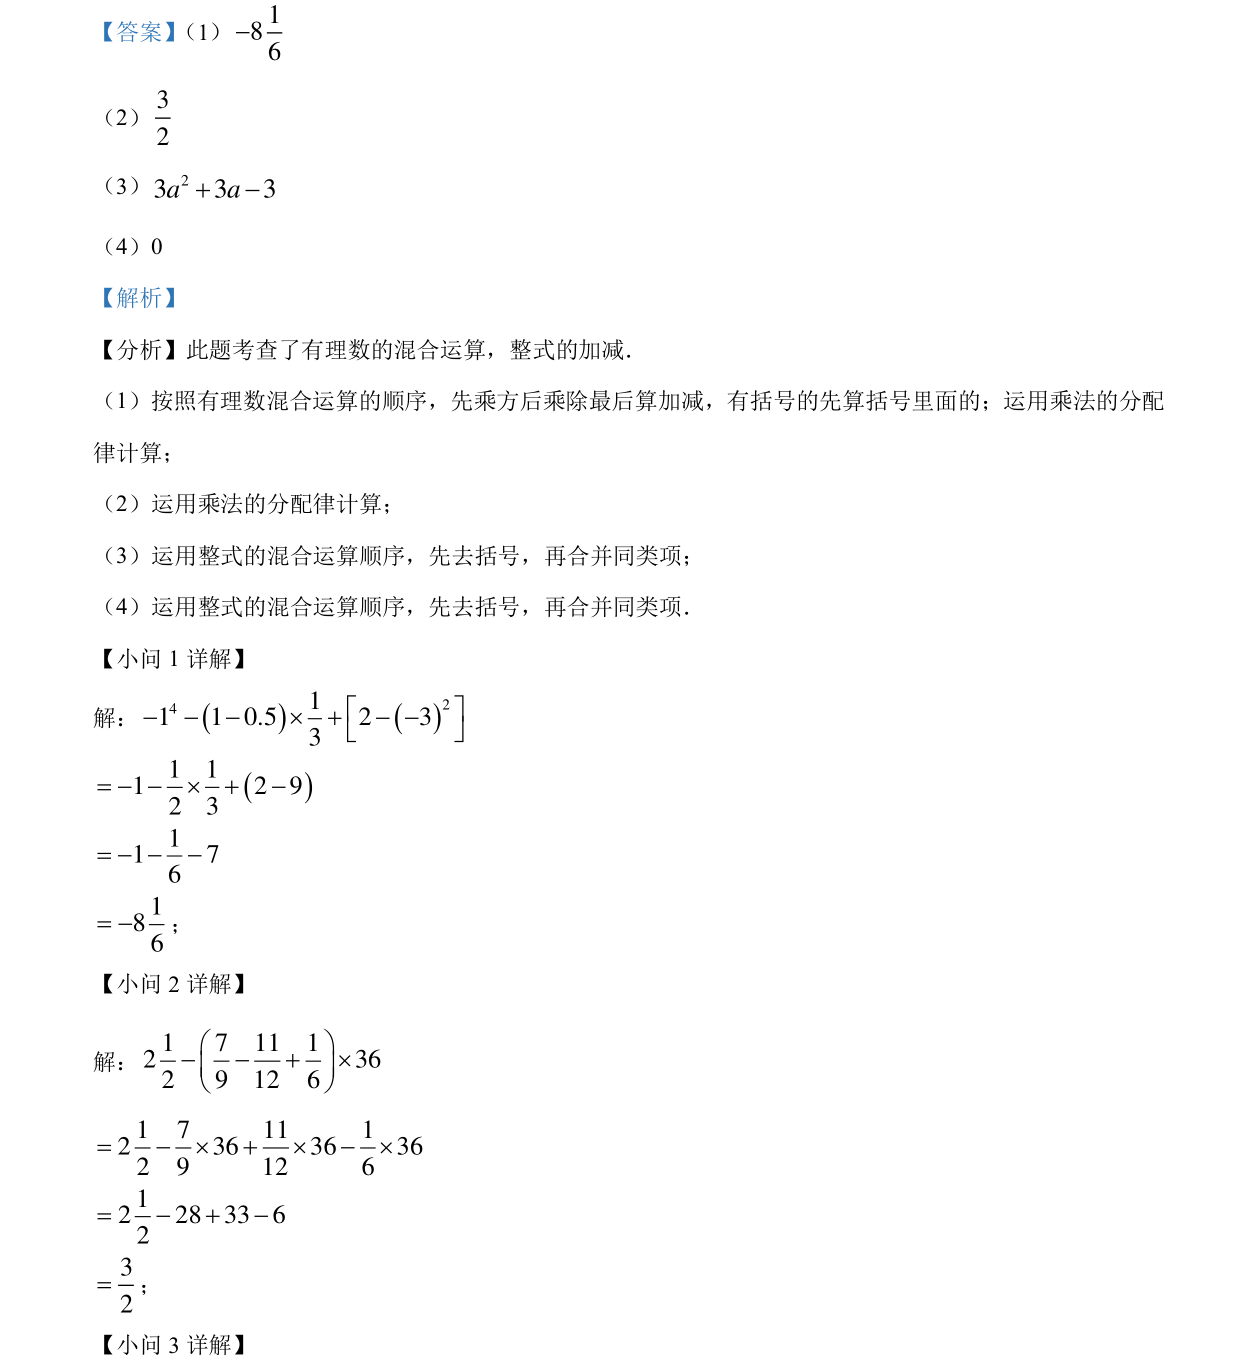 【答案】（1）$-8\frac{1}{6}$
（2）$\frac{3}{2}$
（3）$3a^2+3a-3$
（4）0
【解析】
【分析】此题考查了有理数的混合运算，整式的加减．
（1）按照有理数混合运算的顺序，先乘方后乘除最后算加减，有括号的先算括号里面的；运用乘法的分配
律计算；
（2）运用乘法的分配律计算；
（3）运用整式的混合运算顺序，先去括号，再合并同类项；
（4）运用整式的混合运算顺序，先去括号，再合并同类项．
【小问 1 详解】
解：$-1^4-(1-0.5)\times\frac{1}{3}+\left[2-(-3)^2\right]$
$=-1-\frac{1}{2}\times\frac{1}{3}+(2-9)$
$=-1-\frac{1}{6}-7$
$=-8\frac{1}{6}$；
【小问 2 详解】
解：$2\frac{1}{2}-\left(\frac{7}{9}-\frac{11}{12}+\frac{1}{6}\right)\times36$
$=2\frac{1}{2}-\frac{7}{9}\times36+\frac{11}{12}\times36-\frac{1}{6}\times36$
$=2\frac{1}{2}-28+33-6$
$=\frac{3}{2}$；
【小问 3 详解】